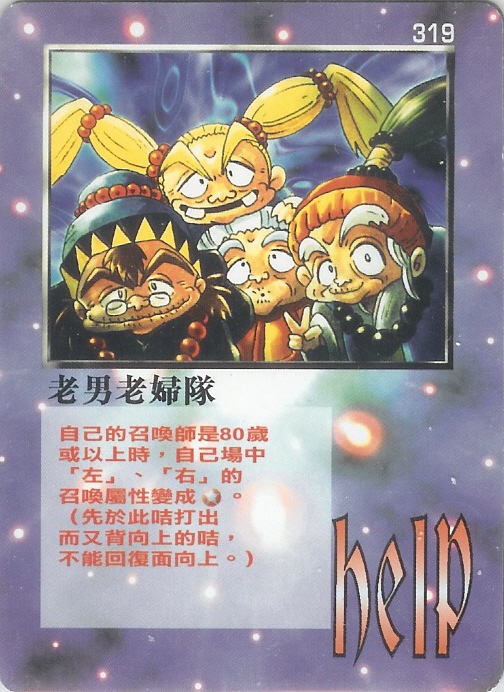 319
老男老婦隊
自己的召喚師是80歲
或以上時，自己場中
「左」、「右」的
召喚屬性變成 。
（先於此咭打出
而又背向上的咭，
不能回復面向上。）
help